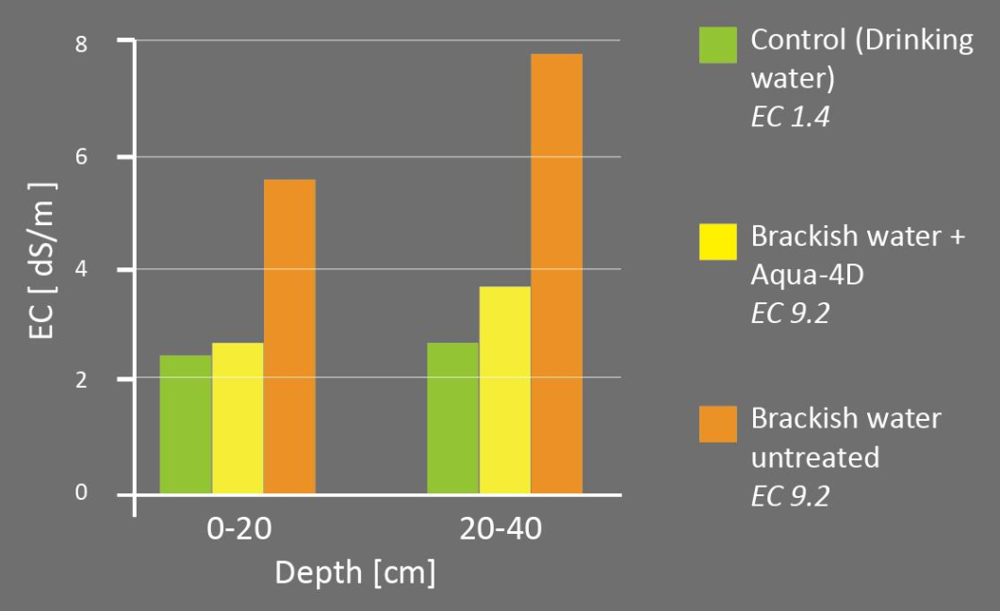 8
6
4
2
0
EC [ dS/m ]
0-20
20-40
Depth [cm]
Control (Drinking
water)
EC 1.4
Brackish water +
Aqua-4D
EC 9.2
Brackish water
untreated
EC 9.2